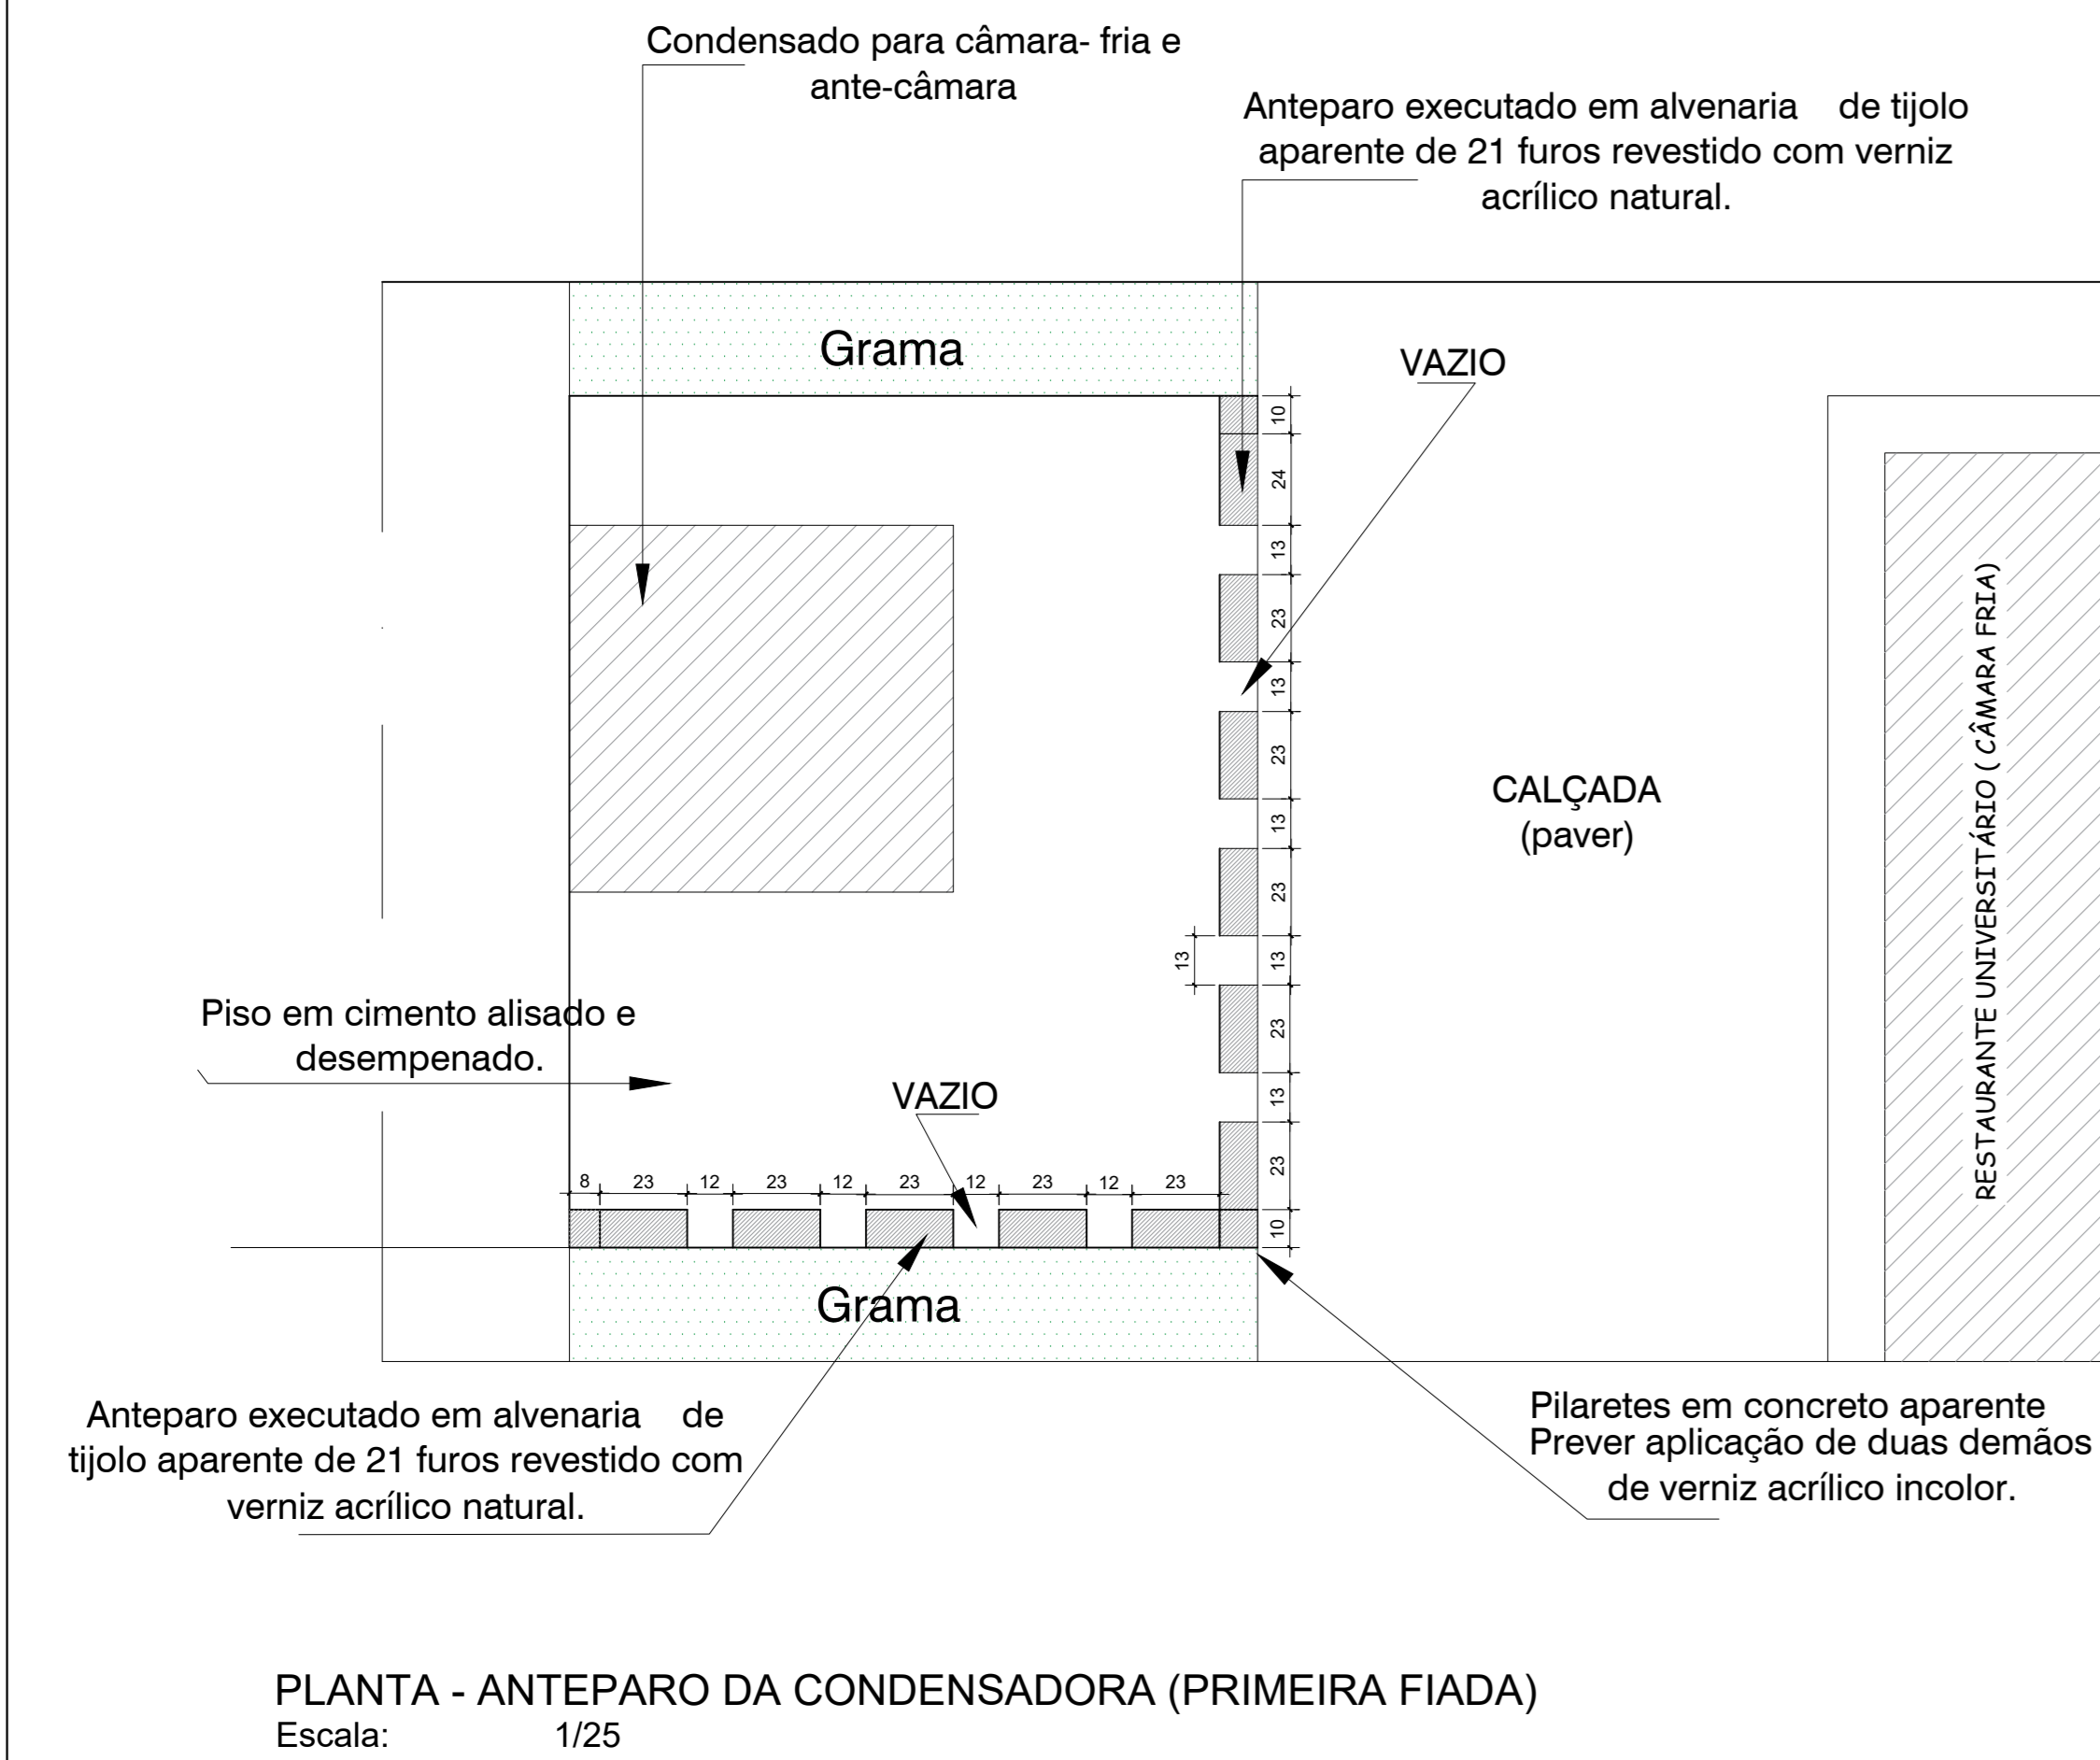 Condensado para câmara- fria e
ante-câmara
Anteparo executado em alvenaria de tijolo
aparente de 21 furos revestido com verniz
acrílico natural.
Grama
VAZIO
10
24
13
23
13
23
13
23
13
13
23
13
23
10
CALÇADA
(paver)
RESTAURANTE UNIVERSITÁRIO ( CÂMARA FRIA)
Piso em cimento alisado e
desempenado.
VAZIO
8 23 12 23 12 23 12 23 12 23
Grama
Anteparo executado em alvenaria de
tijolo aparente de 21 furos revestido com
verniz acrílico natural.
Pilaretes em concreto aparente
Prever aplicação de duas demãos
de verniz acrílico incolor.
PLANTA - ANTEPARO DA CONDENSADORA (PRIMEIRA FIADA)
Escala: 1/25